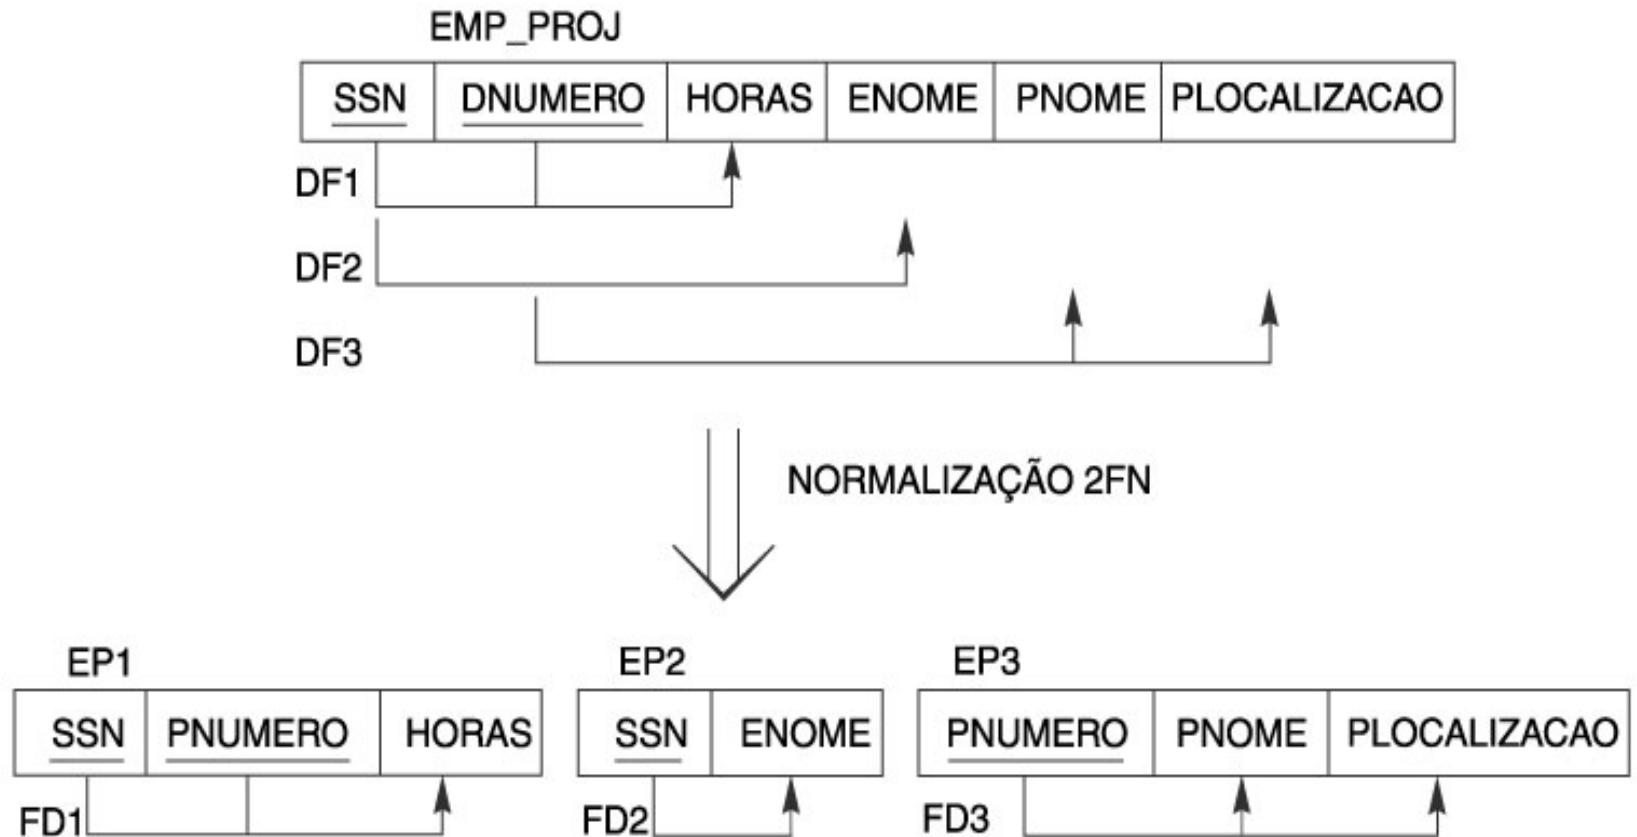 EMP_PROJ
SSN DNUMERO HORAS ENOME PNOME PLOCALIZACAO
DF1
DF2
DF3
NORMALIZAÇÃO 2FN
EP1 EP2 EP3
SSN PNUMERO HORAS SSN ENOME PNUMERO PNOME PLOCALIZACAO
FD1 FD2 FD3